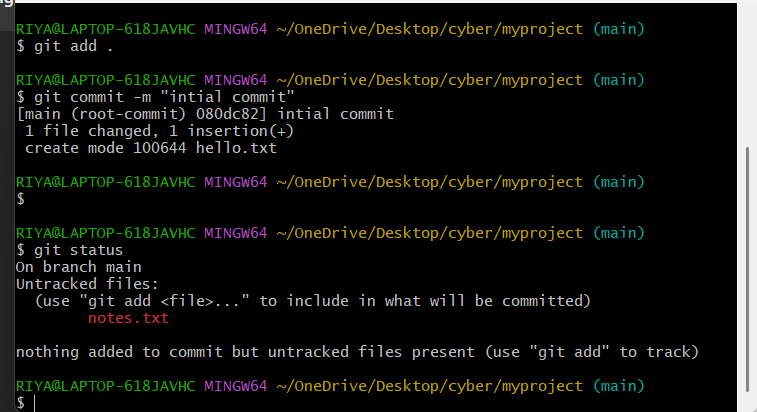 RIYA@LAPTOP-618JAVHC MINGW64 ~/OneDrive/Desktop/cyber/myproject (main)
$ git add .
RIYA@LAPTOP-618JAVHC MINGW64 ~/OneDrive/Desktop/cyber/myproject (main)
$ git commit -m "intial commit"
[main (root-commit) 080dc82] intial commit
 1 file changed, 1 insertion(+)
 create mode 100644 hello.txt
RIYA@LAPTOP-618JAVHC MINGW64 ~/OneDrive/Desktop/cyber/myproject (main)
$
RIYA@LAPTOP-618JAVHC MINGW64 ~/OneDrive/Desktop/cyber/myproject (main)
$ git status
On branch main
Untracked files:
  (use "git add <file>..." to include in what will be committed)
        notes.txt
nothing added to commit but untracked files present (use "git add" to track)
RIYA@LAPTOP-618JAVHC MINGW64 ~/OneDrive/Desktop/cyber/myproject (main)
$